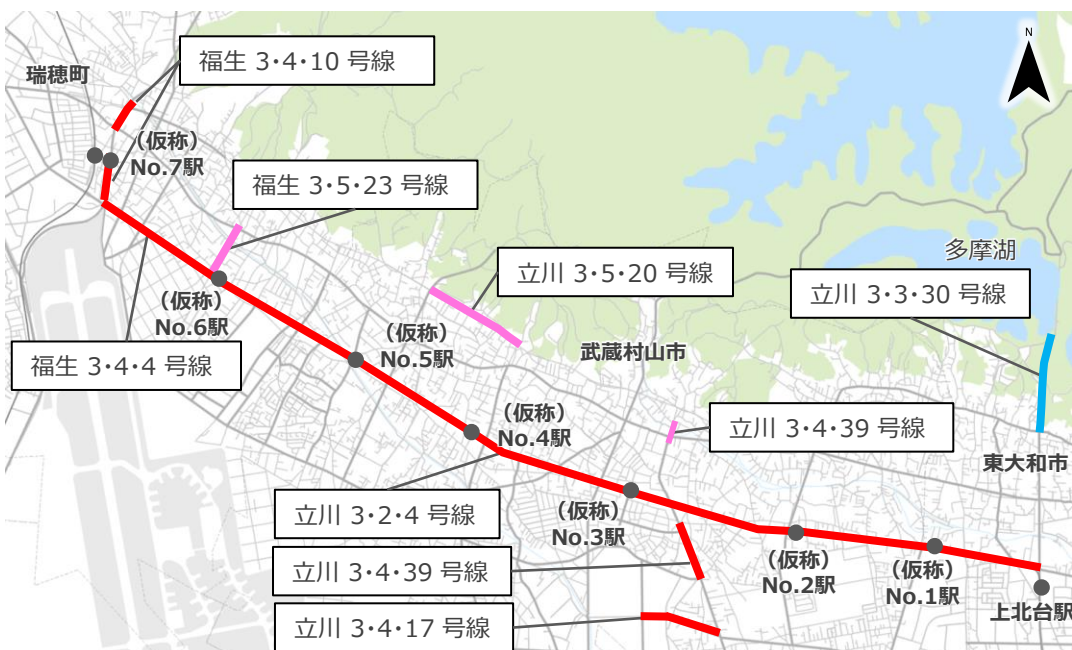 N
福生 3・4・10 号線
瑞穂町
（仮称）
No.7駅
福生 3・5・23 号線
多摩湖
立川 3・5・20 号線
立川 3・3・30 号線
（仮称）
No.6駅
（仮称）
No.5駅
武蔵村山市
福生 3・4・4 号線
（仮称）
No.4駅
立川 3・4・39 号線
東大和市
立川 3・2・4 号線
（仮称）
No.3駅
（仮称）
No.2駅
（仮称）
No.1駅
立川 3・4・39 号線
上北台駅
立川 3・4・17 号線